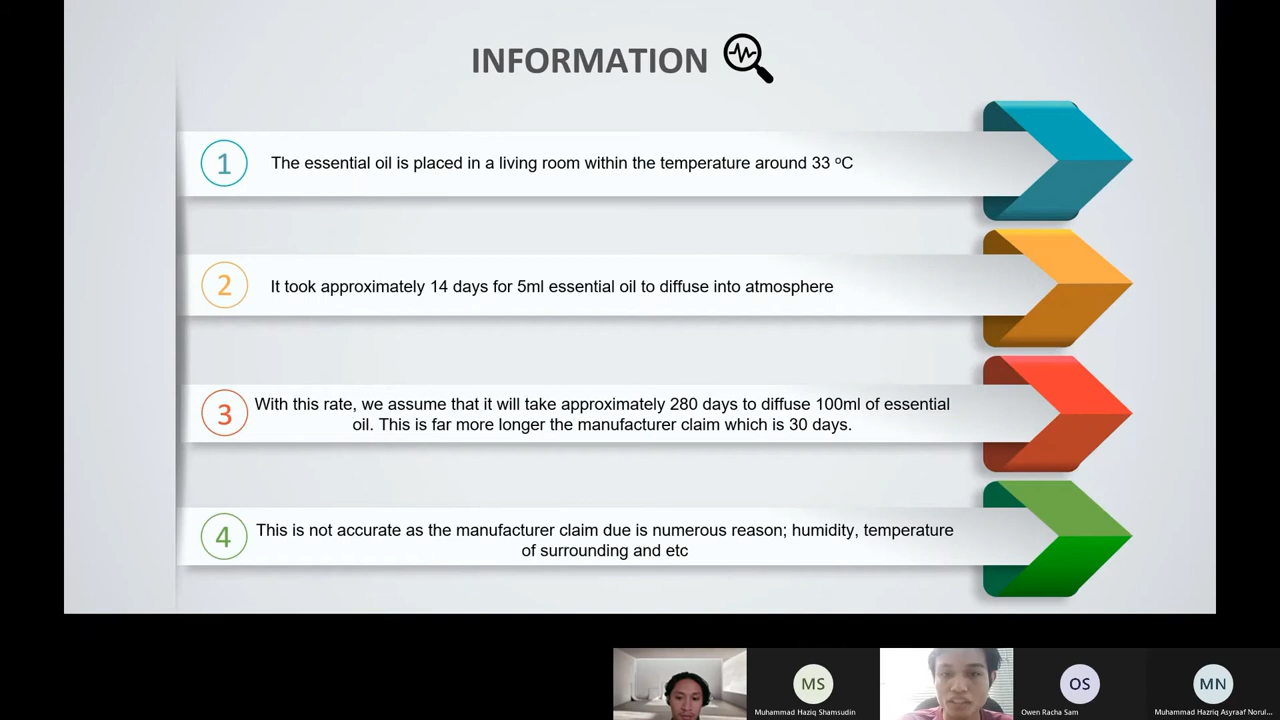 INFORMATION
1
The essential oil is placed in a living room within the temperature around 33 ºC
2
It took approximately 14 days for 5ml essential oil to diffuse into atmosphere
3
With this rate, we assume that it will take approximately 280 days to diffuse 100ml of essential
oil. This is far more longer the manufacturer claim which is 30 days.
4
This is not accurate as the manufacturer claim due is numerous reason; humidity, temperature
of surrounding and etc
MS
Muhammad Haziq Shamsudin
OS
Owen Racha Sam
MN
Muhammad Hazriq Asyraaf Norul...